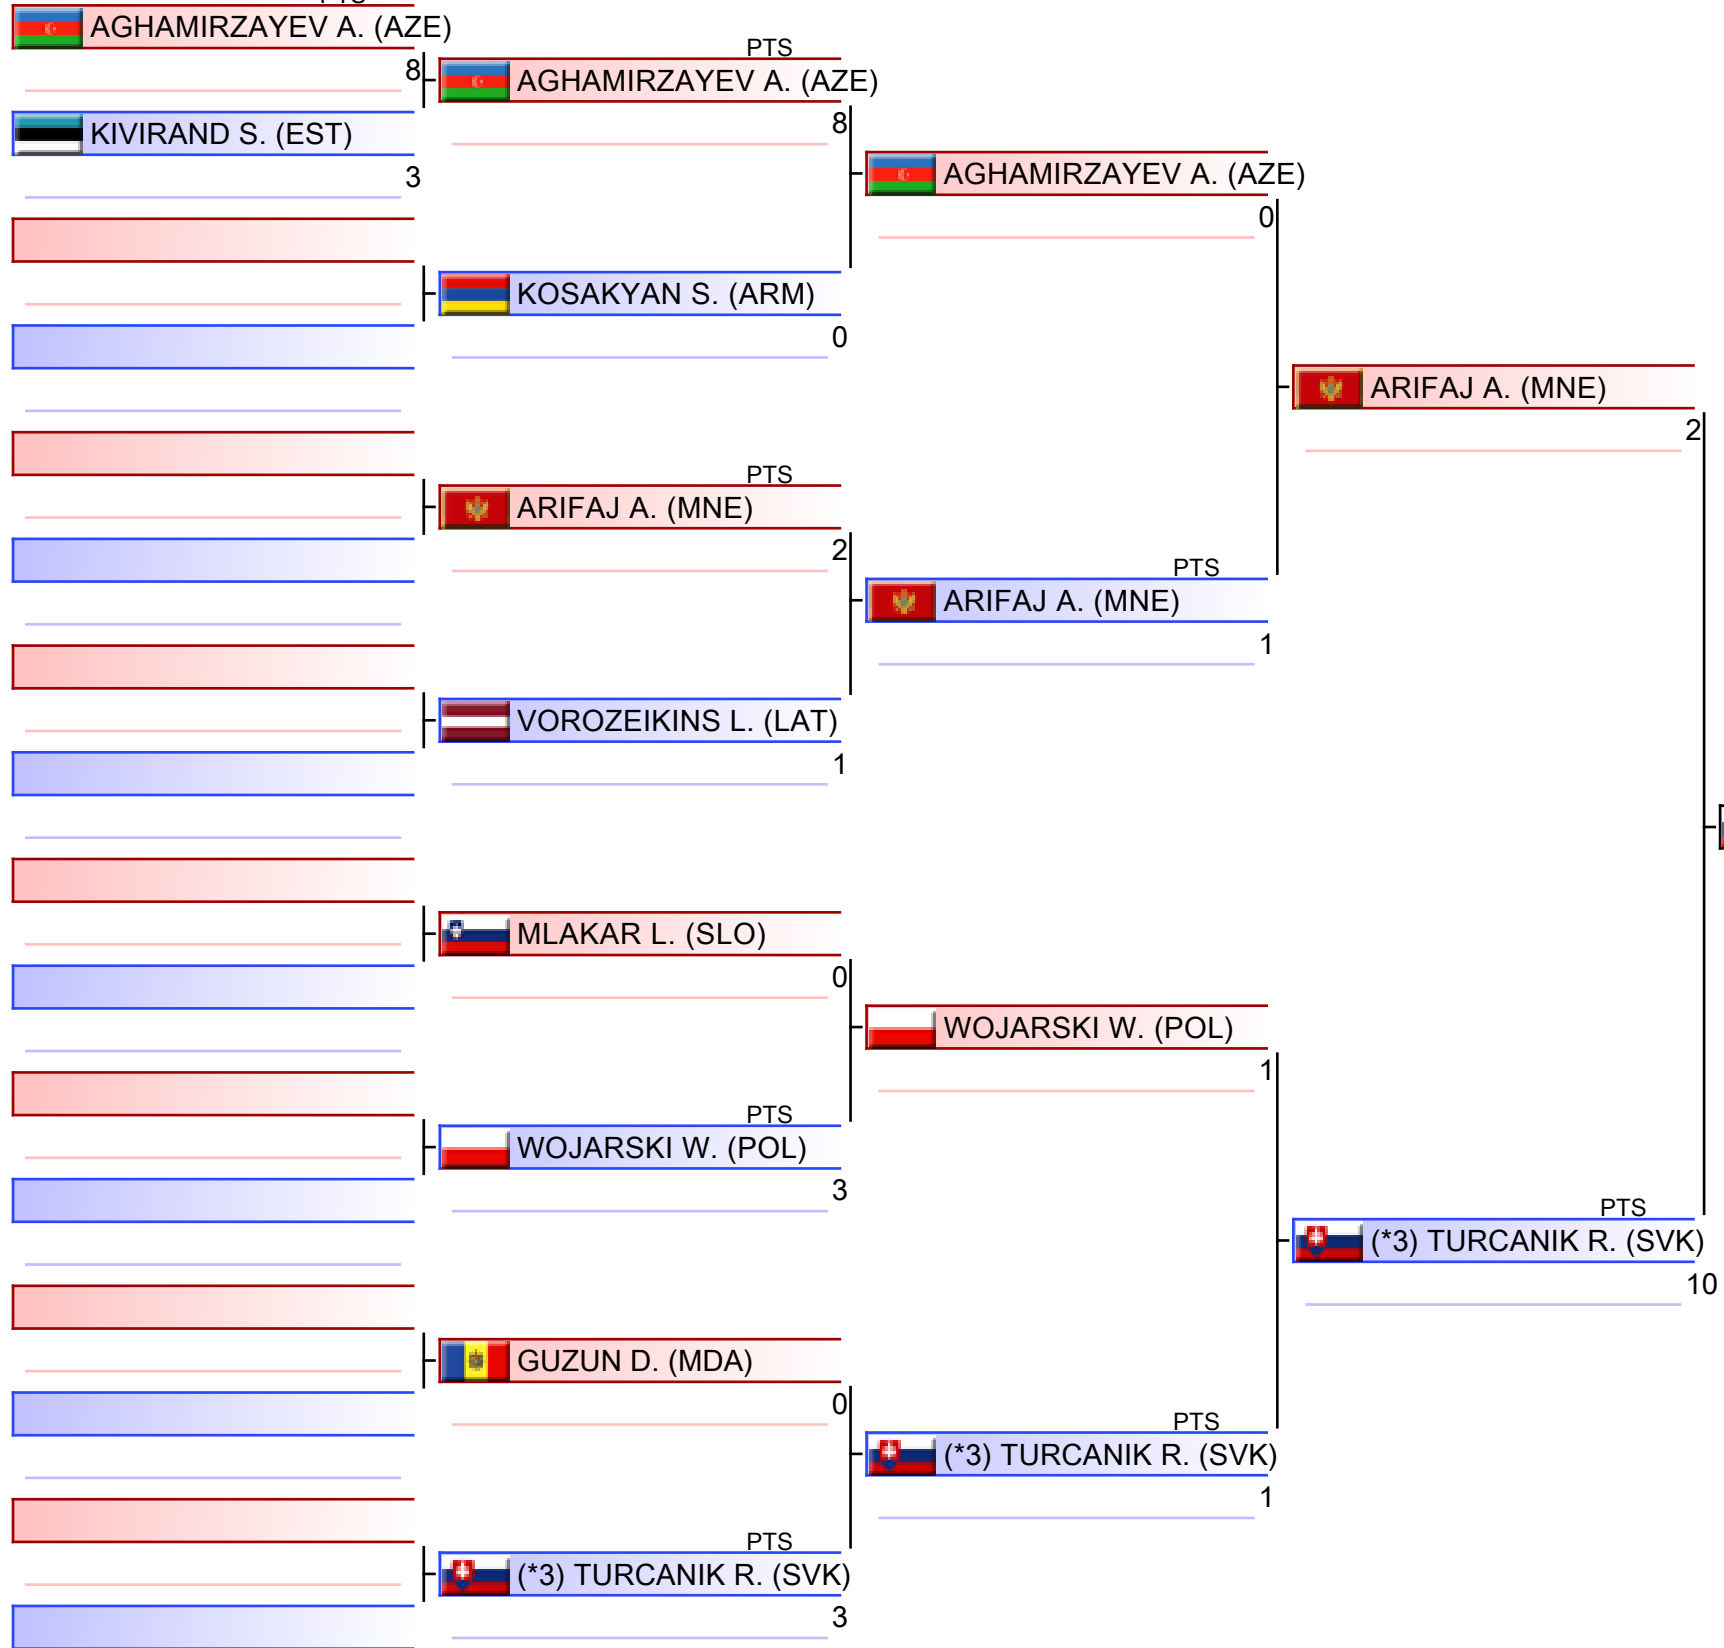 PTS
AGHAMIRZAYEV A. (AZE)
8
KIVIRAND S. (EST)
3
PTS
AGHAMIRZAYEV A. (AZE)
8
KOSAKYAN S. (ARM)
0
PTS
ARIFAJ A. (MNE)
2
VOROZEIKINS L. (LAT)
1
MLAKAR L. (SLO)
0
PTS
WOJARSKI W. (POL)
3
GUZUN D. (MDA)
0
PTS
(*3) TURCANIK R. (SVK)
3
AGHAMIRZAYEV A. (AZE)
0
PTS
ARIFAJ A. (MNE)
1
WOJARSKI W. (POL)
1
PTS
(*3) TURCANIK R. (SVK)
1
ARIFAJ A. (MNE)
2
PTS
(*3) TURCANIK R. (SVK)
10